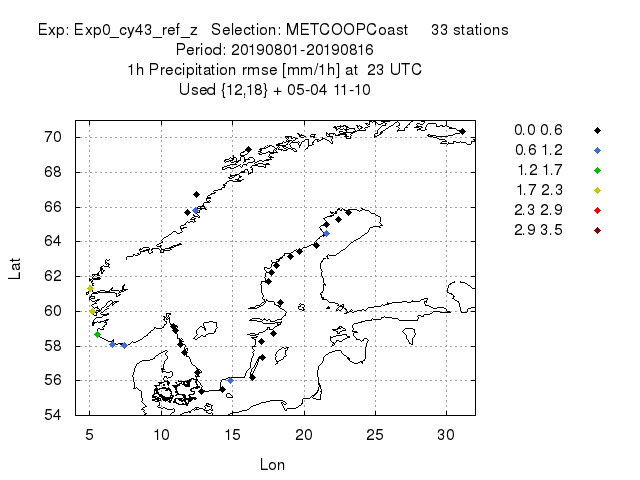 Exp: Exp0_cy43_ref_z   Selection: METCOOPCoast     33 stations
Period: 20190801-20190816
1h Precipitation rmse [mm/1h] at  23 UTC
Used {12,18} + 05-04 11-10
0.0 0.6
0.6 1.2
1.2 1.7
1.7 2.3
2.3 2.9
2.9 3.5
70
68
66
64
62
60
58
56
54
Lat
5 10 15 20 25 30
Lon